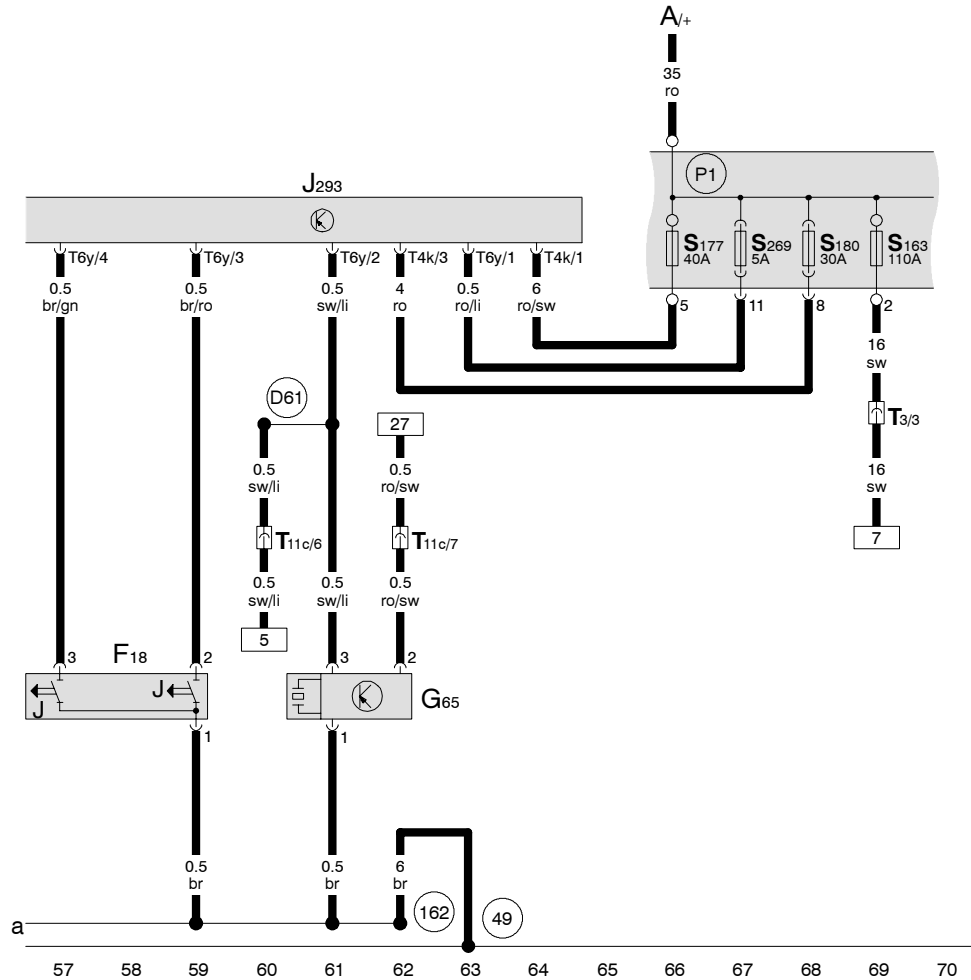 A/+
35
ro
P1
J293
S177
40A
S269
5A
S180
30A
S163
110A
T6y/4
T6y/3
T6y/2
T4k/3
T6y/1
T4k/1
0.5
br/gn
0.5
br/ro
0.5
sw/li
4
ro
0.5
ro/li
6
ro/sw
5
11
8
2
16
sw
D61
27
T3/3
0.5
sw/li
0.5
ro/sw
16
sw
T11c/6
T11c/7
7
0.5
sw/li
0.5
sw/li
0.5
ro/sw
5
3
F18
2
3
2
J
J
G65
1
1
0.5
br
0.5
br
6
br
162
49
a
57 58 59 60 61 62 63 64 65 66 67 68 69 70